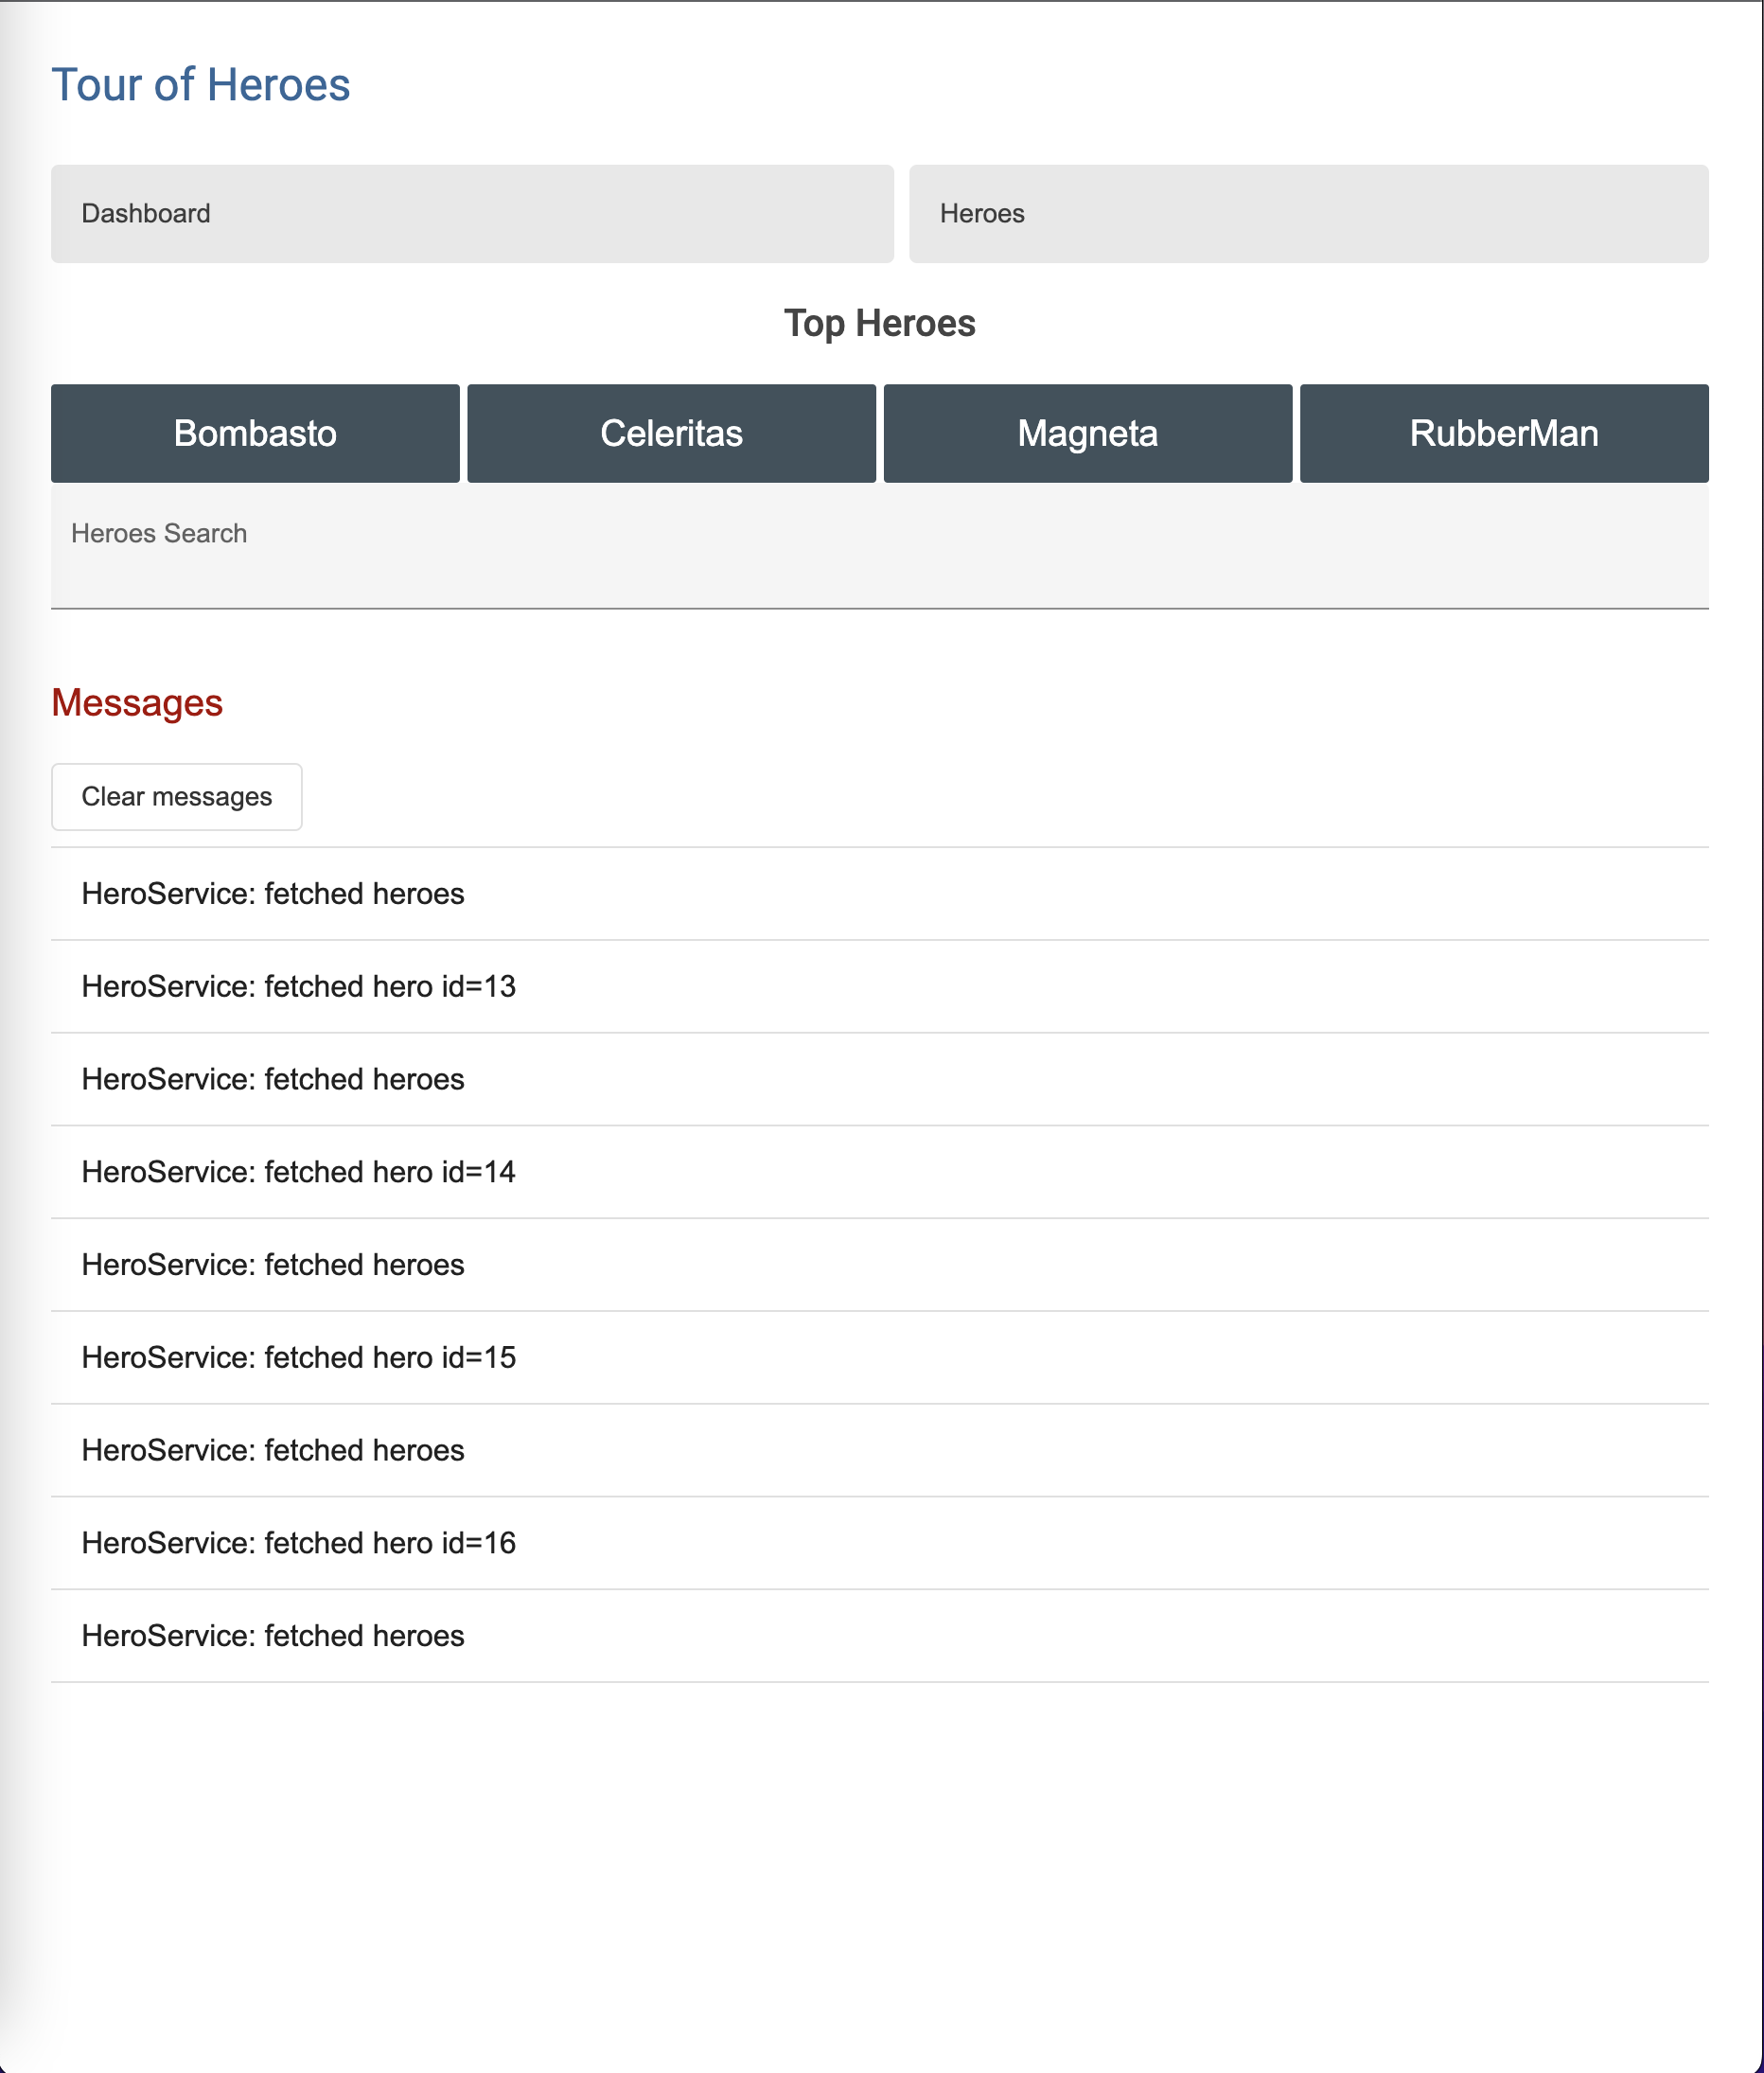 Tour of Heroes
Dashboard Heroes
Top Heroes
Bombasto Celeritas Magneta RubberMan
Heroes Search
Messages
Clear messages
HeroService: fetched heroes
HeroService: fetched hero id=13
HeroService: fetched heroes
HeroService: fetched hero id=14
HeroService: fetched heroes
HeroService: fetched hero id=15
HeroService: fetched heroes
HeroService: fetched hero id=16
HeroService: fetched heroes